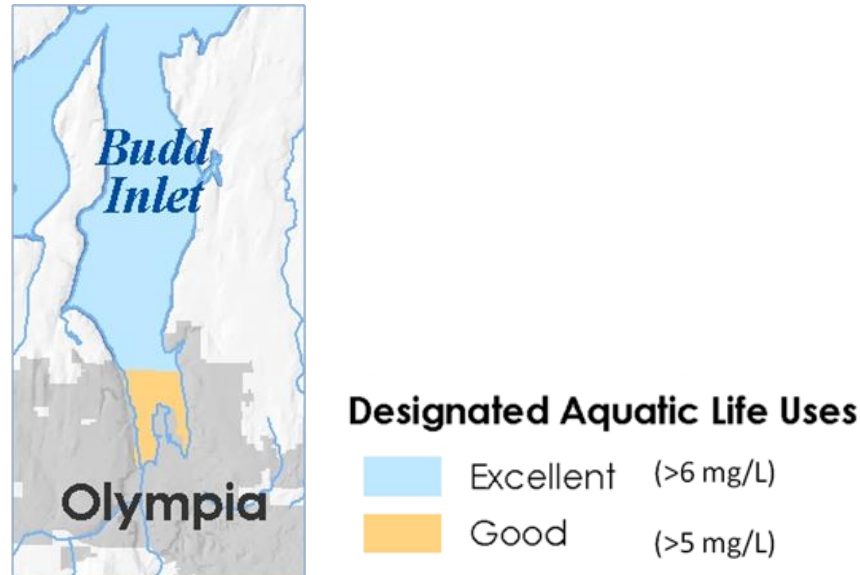 Budd
Inlet
Olympia
Designated Aquatic Life Uses
Excellent (>6 mg/L)
Good (>5 mg/L)